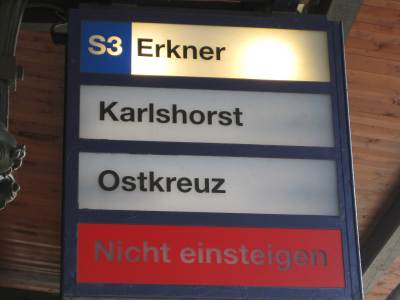 S3 Erkner
Karlshorst
Ostkreuz
Nicht einsteigen